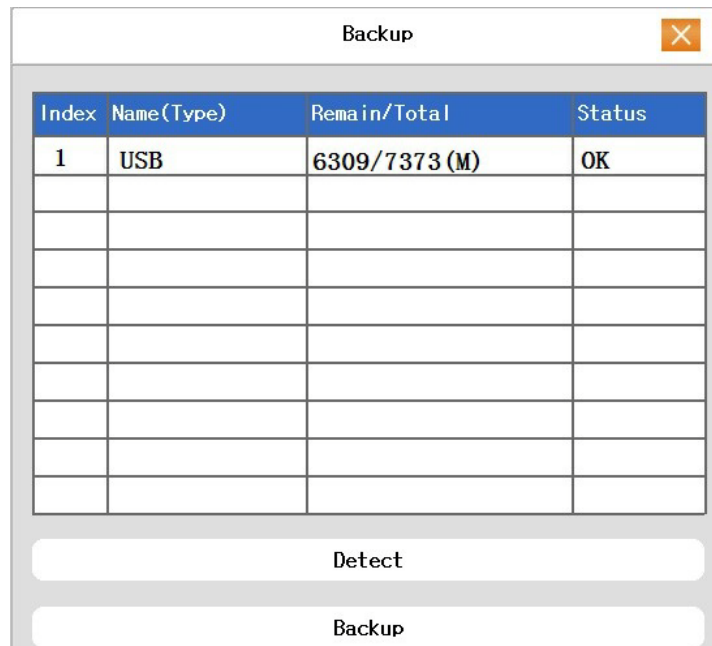 Backup
Index Name(Type) Remain/Total Status
1 USB 6309/7373(M) OK
Detect
Backup